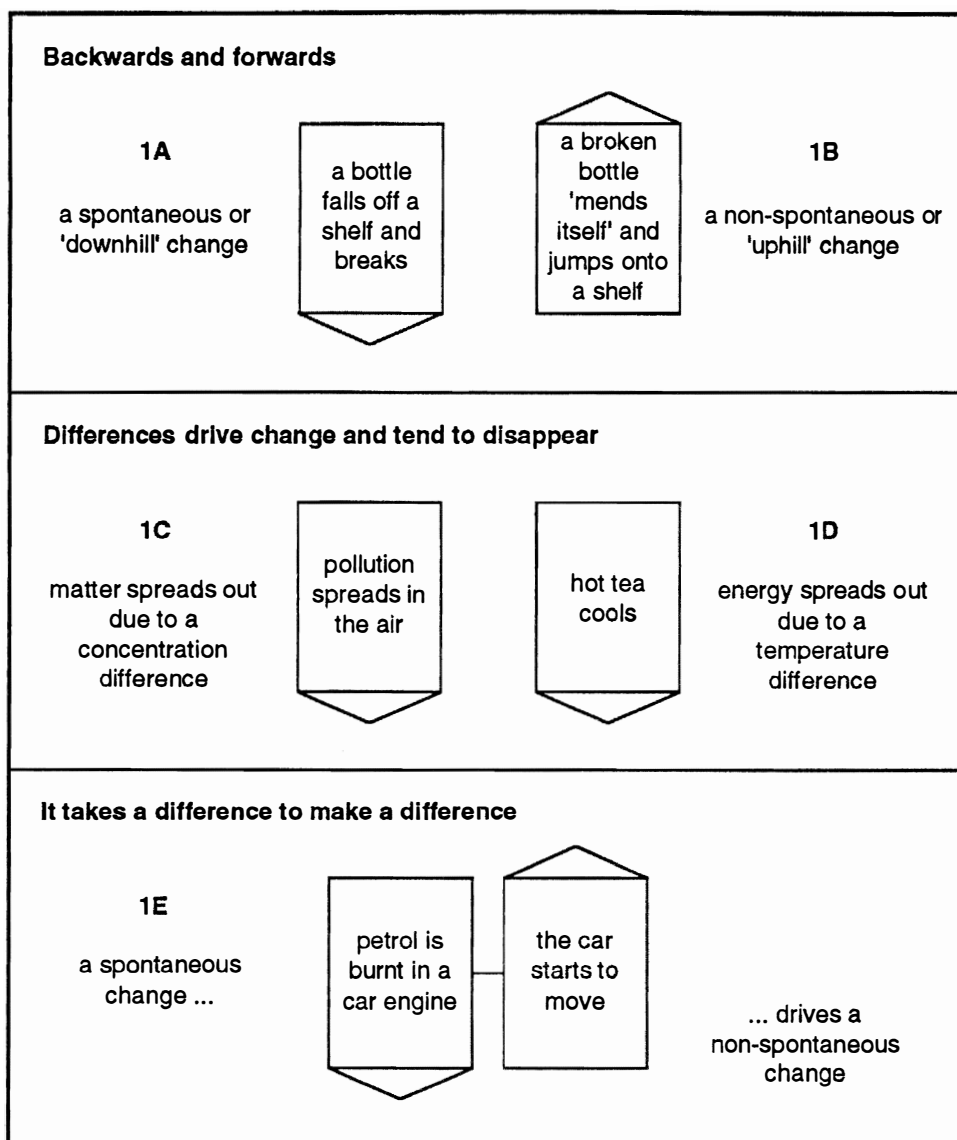 Backwards and forwards
1A
a spontaneous or
'downhill' change
a bottle
falls off a
shelf and
breaks
a broken
bottle
'mends
itself' and
jumps onto
a shelf
1B
a non-spontaneous or
'uphill' change
Differences drive change and tend to disappear
1C
matter spreads out
due to a
concentration
difference
pollution
spreads in
the air
hot tea
cools
1D
energy spreads out
due to a
temperature
difference
It takes a difference to make a difference
1E
a spontaneous
change ...
petrol is
burnt in a
car engine
the car
starts to
move
... drives a
non-spontaneous
change